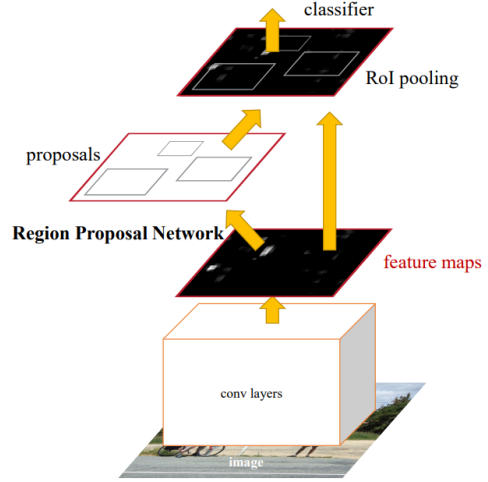 classifier
RoI pooling
proposals
Region Proposal Network
feature maps
conv layers
image